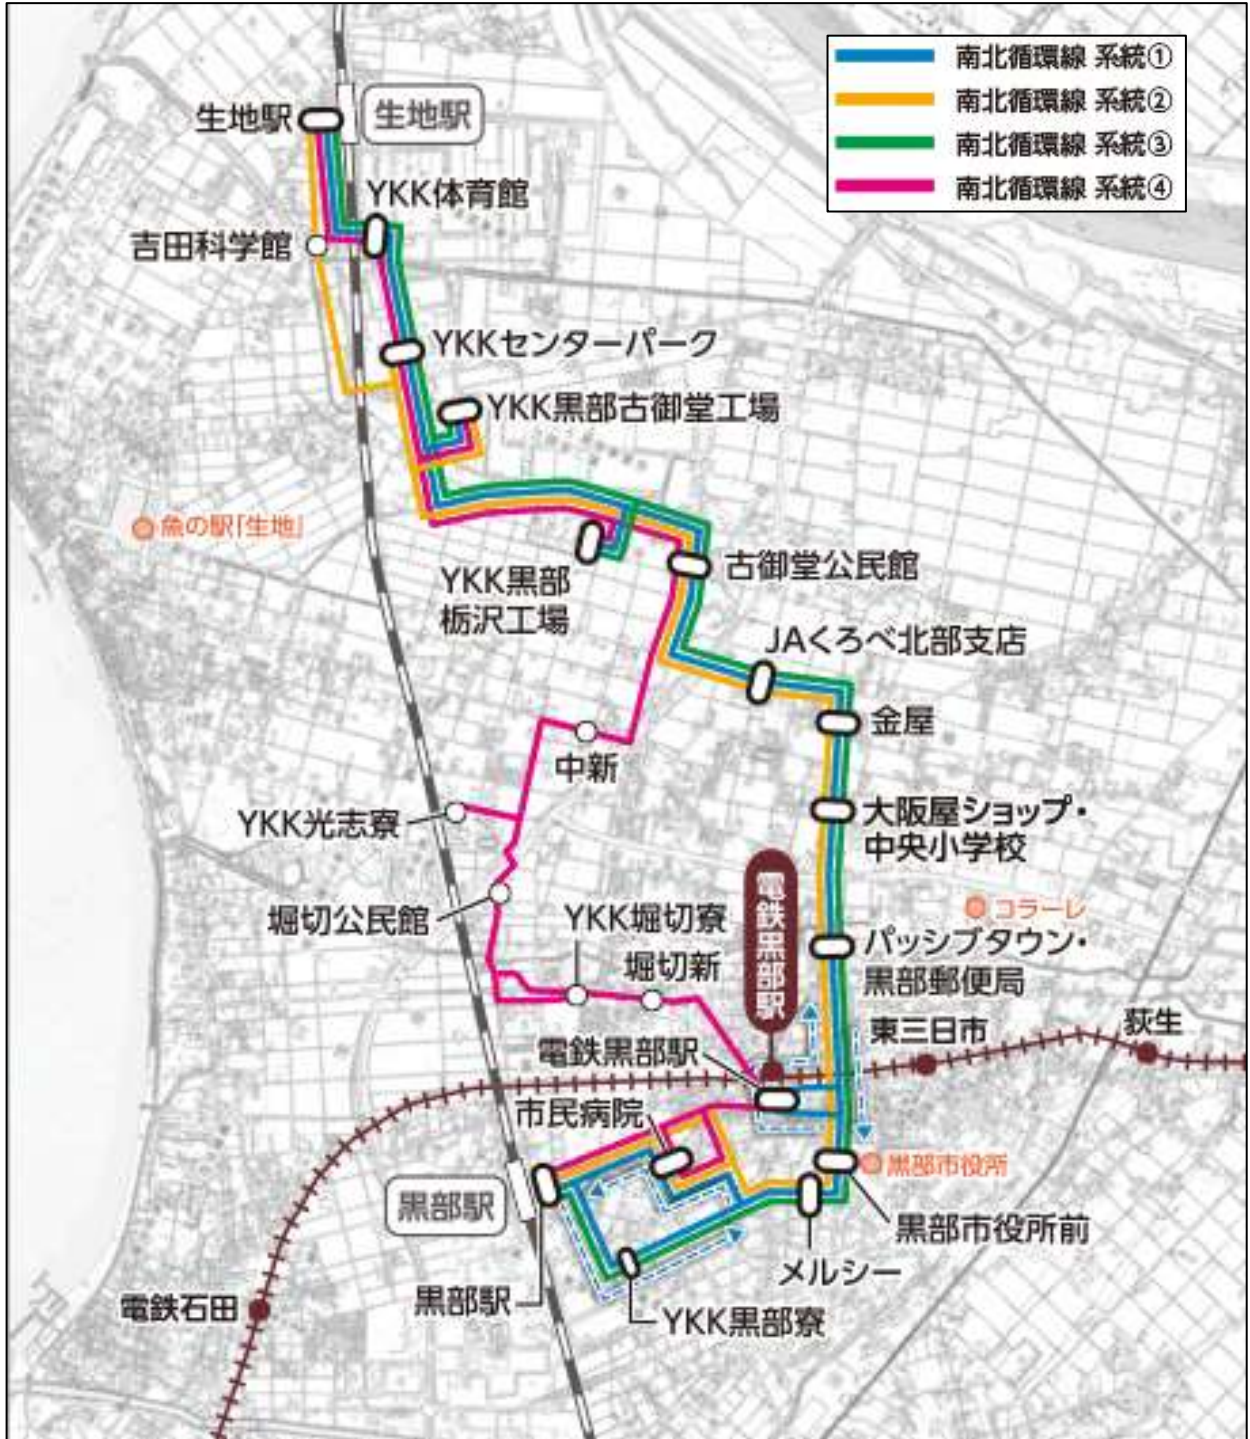 南北循環線 系統①
南北循環線 系統②
南北循環線 系統③
南北循環線 系統④
生地駅
生地駅
YKK体育館
吉田科学館
YKKセンターパーク
YKK黒部古御堂工場
魚の駅「生地」
YKK黒部
栃沢工場
古御堂公民館
JAくろべ北部支店
金屋
中新
YKK光志寮
大阪屋ショップ・
中央小学校
堀切公民館
YKK堀切寮
堀切新
電鉄黒部駅
コラーレ
パッシブタウン・
黒部郵便局
東三日市
荻生
電鉄黒部駅
市民病院
黒部市役所
黒部駅
黒部市役所前
メルシー
黒部駅
YKK黒部寮
電鉄石田